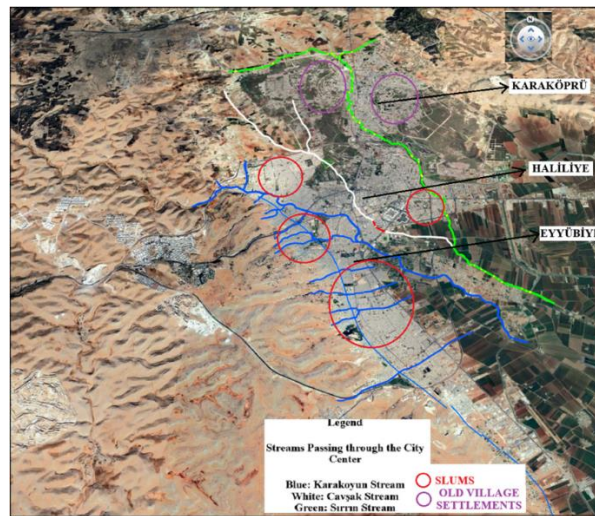 N
KARAKÖPRÜ
HALİLİYE
EYYÜBİYE
Legend
Streams Passing through the City
Center
Blue: Karakoyun Stream
White: Cavşak Stream
Green: Sırrın Stream
SLUMS
OLD VILLAGE
SETTLEMENTS